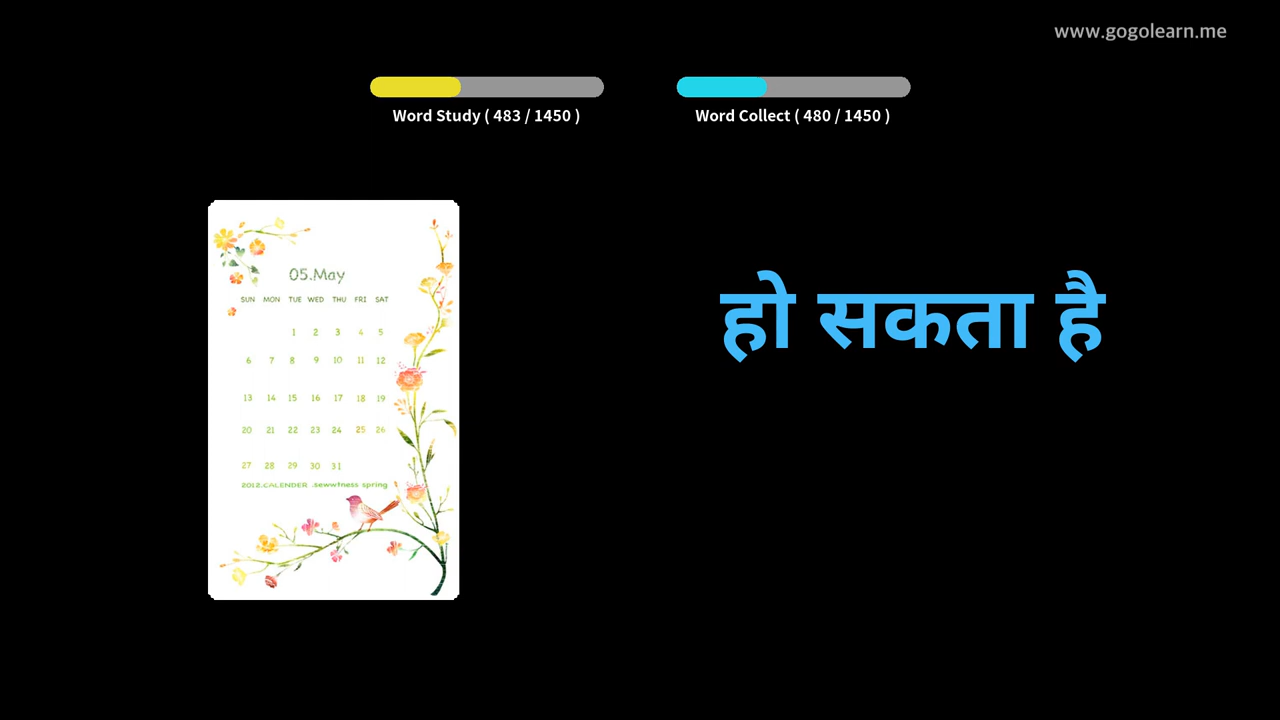 www.gogolearn.me
Word Study ( 483 / 1450 )
Word Collect ( 480 / 1450 )
05.May
SUN MON TUE WED THU FRI SAT
1 2 3 4 5
6 7 8 9 10 11 12
13 14 15 16 17 18 19
20 21 22 23 24 25 26
27 28 29 30 31
2012.CALENDER .sewwtness spring
हो सकता है